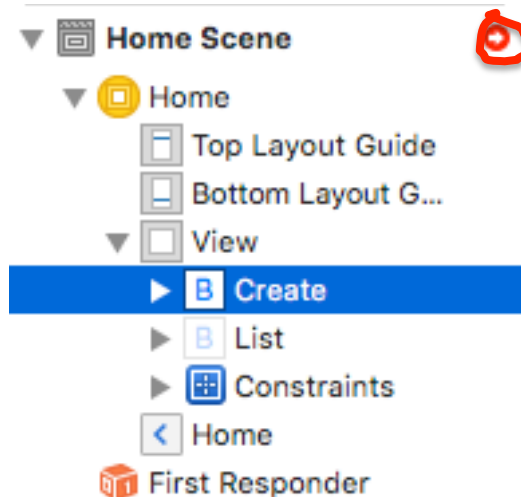 Home Scene
Home
Top Layout Guide
Bottom Layout G...
View
B Create
B List
Constraints
Home
First Responder